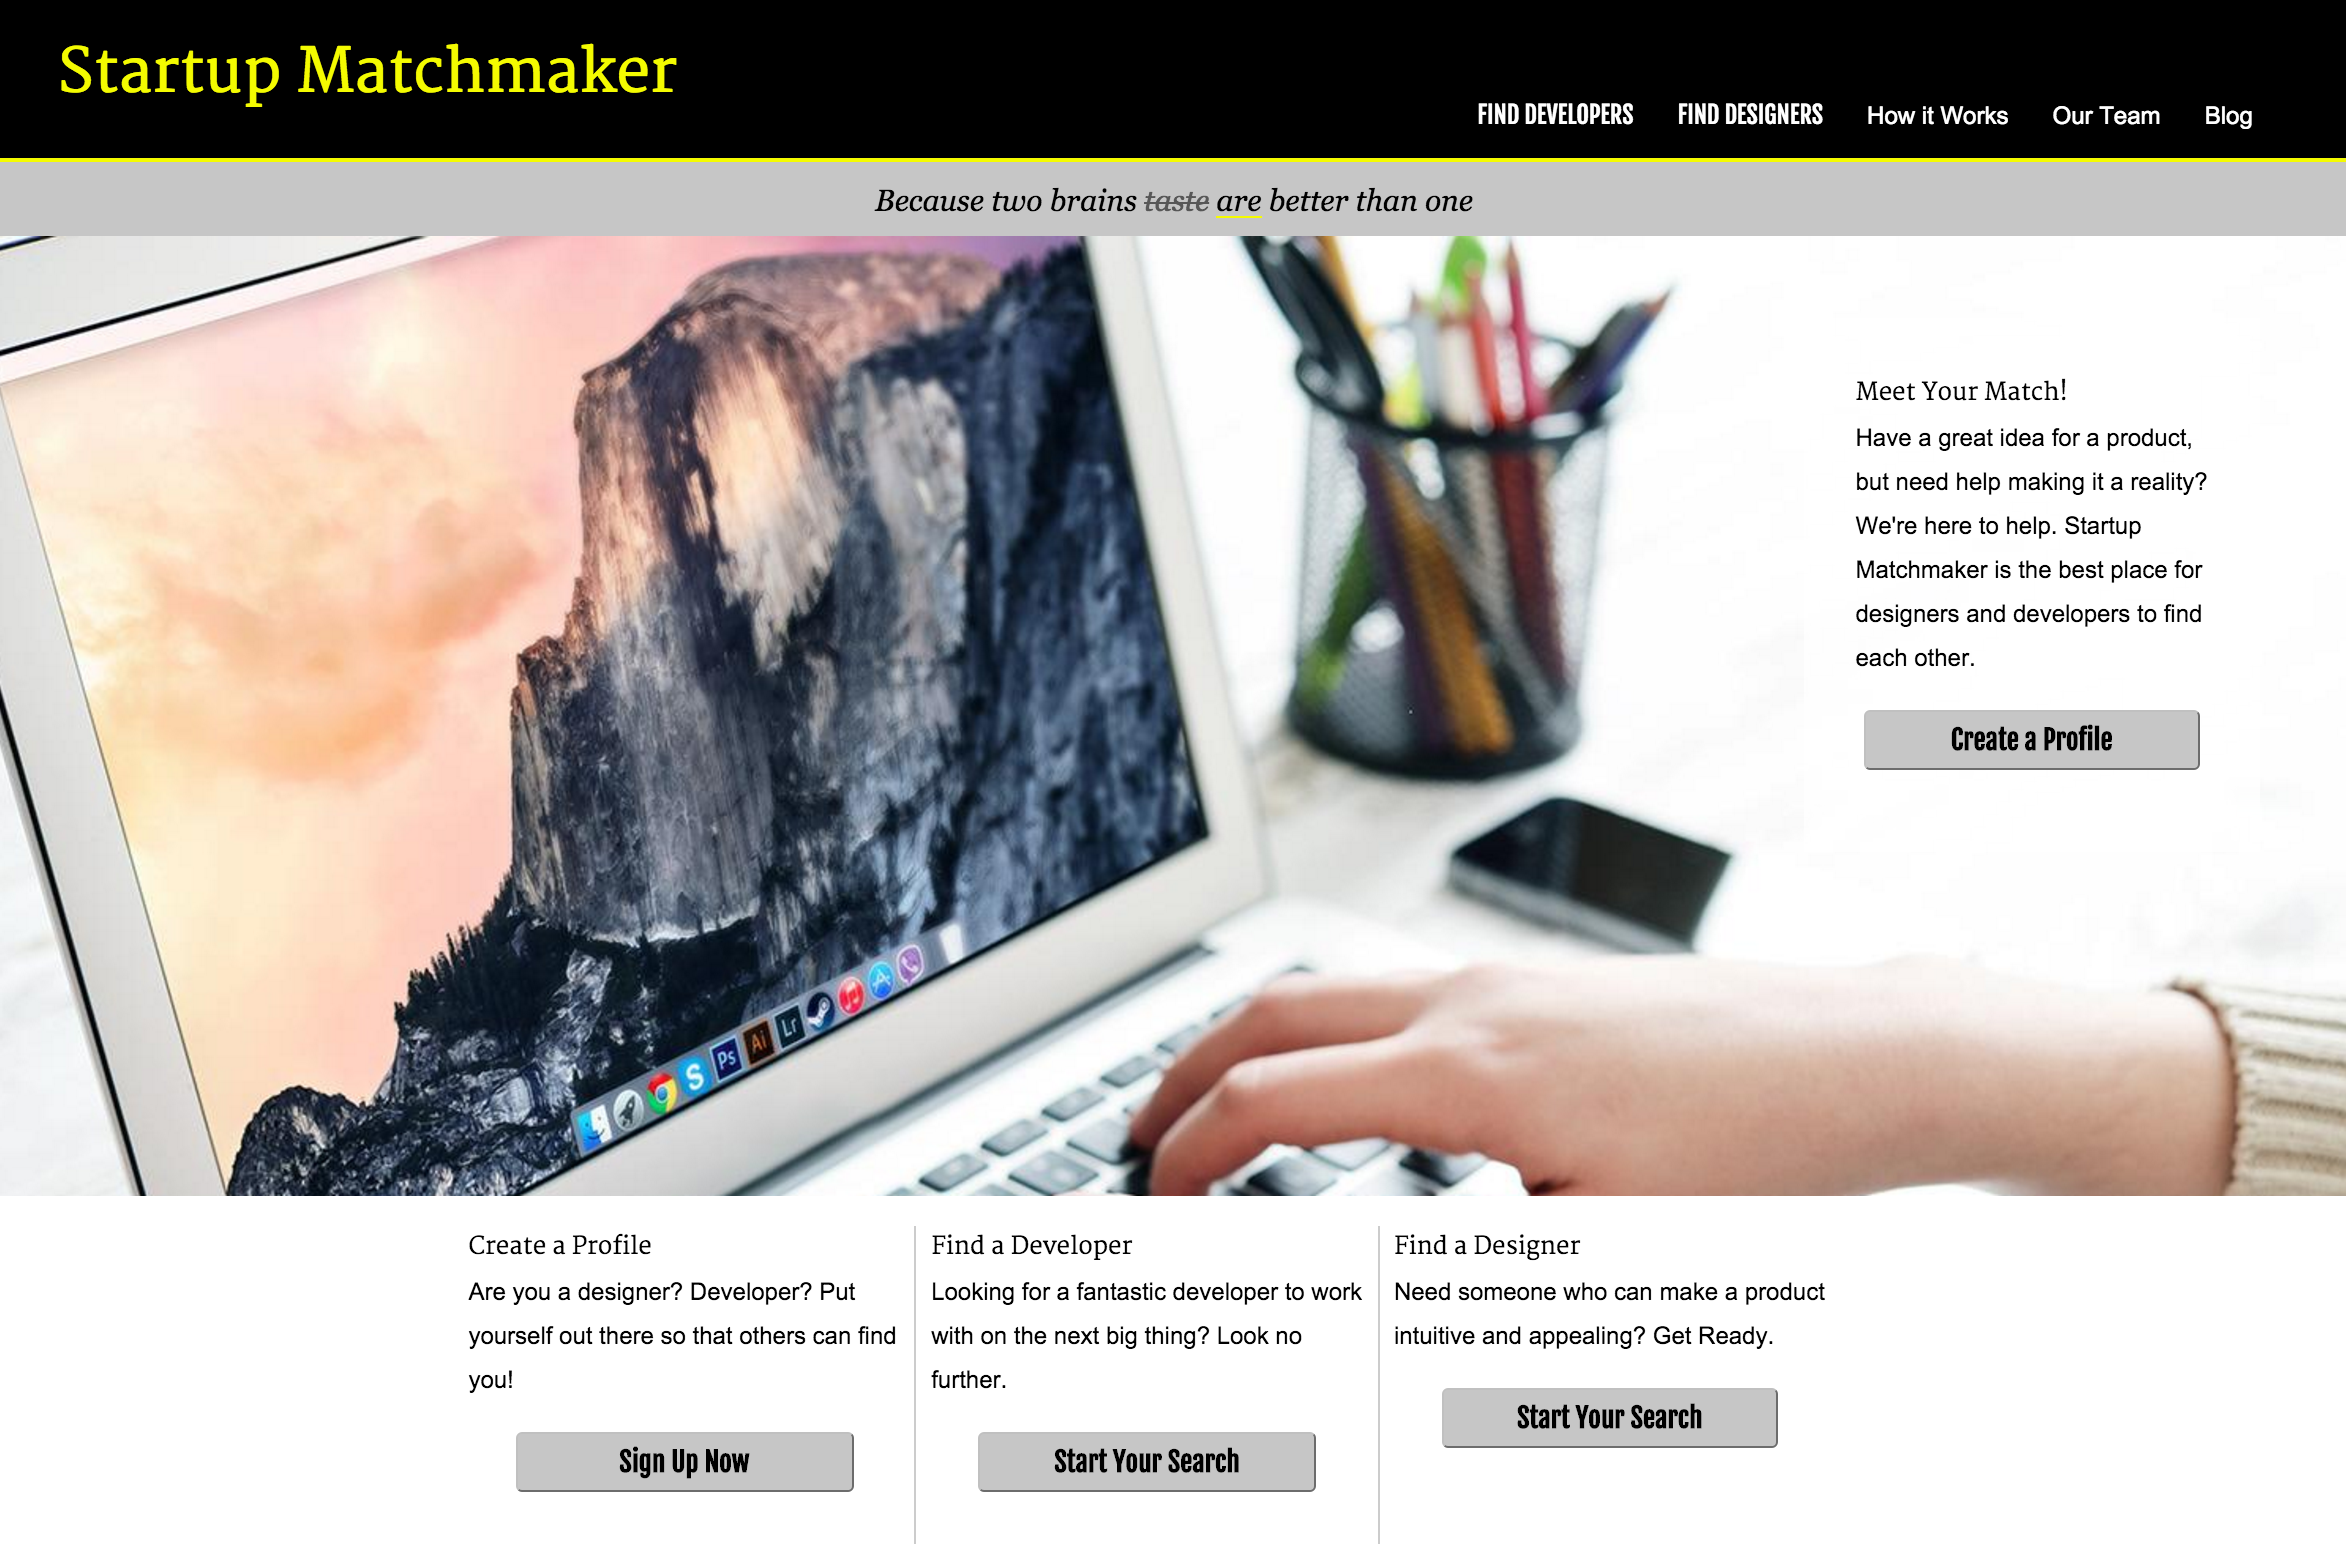 Startup Matchmaker
FIND DEVELOPERS FIND DESIGNERS How it Works Our Team Blog
Because two brains taste are better than one
Meet Your Match!
Have a great idea for a product,
but need help making it a reality?
We're here to help. Startup
Matchmaker is the best place for
designers and developers to find
each other.
Create a Profile
Ps
Ai
Lr
S
Create a Profile
Are you a designer? Developer? Put
yourself out there so that others can find
you!
Sign Up Now
Find a Developer
Looking for a fantastic developer to work
with on the next big thing? Look no
further.
Start Your Search
Find a Designer
Need someone who can make a product
intuitive and appealing? Get Ready.
Start Your Search